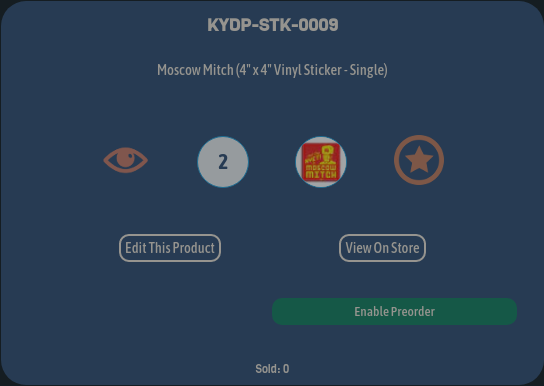 KYDP-STK-0009
Moscow Mitch (4" x 4" Vinyl Sticker - Single)
2
MOSCOW
MITCH
Edit This Product
View On Store
Enable Preorder
Sold: 0